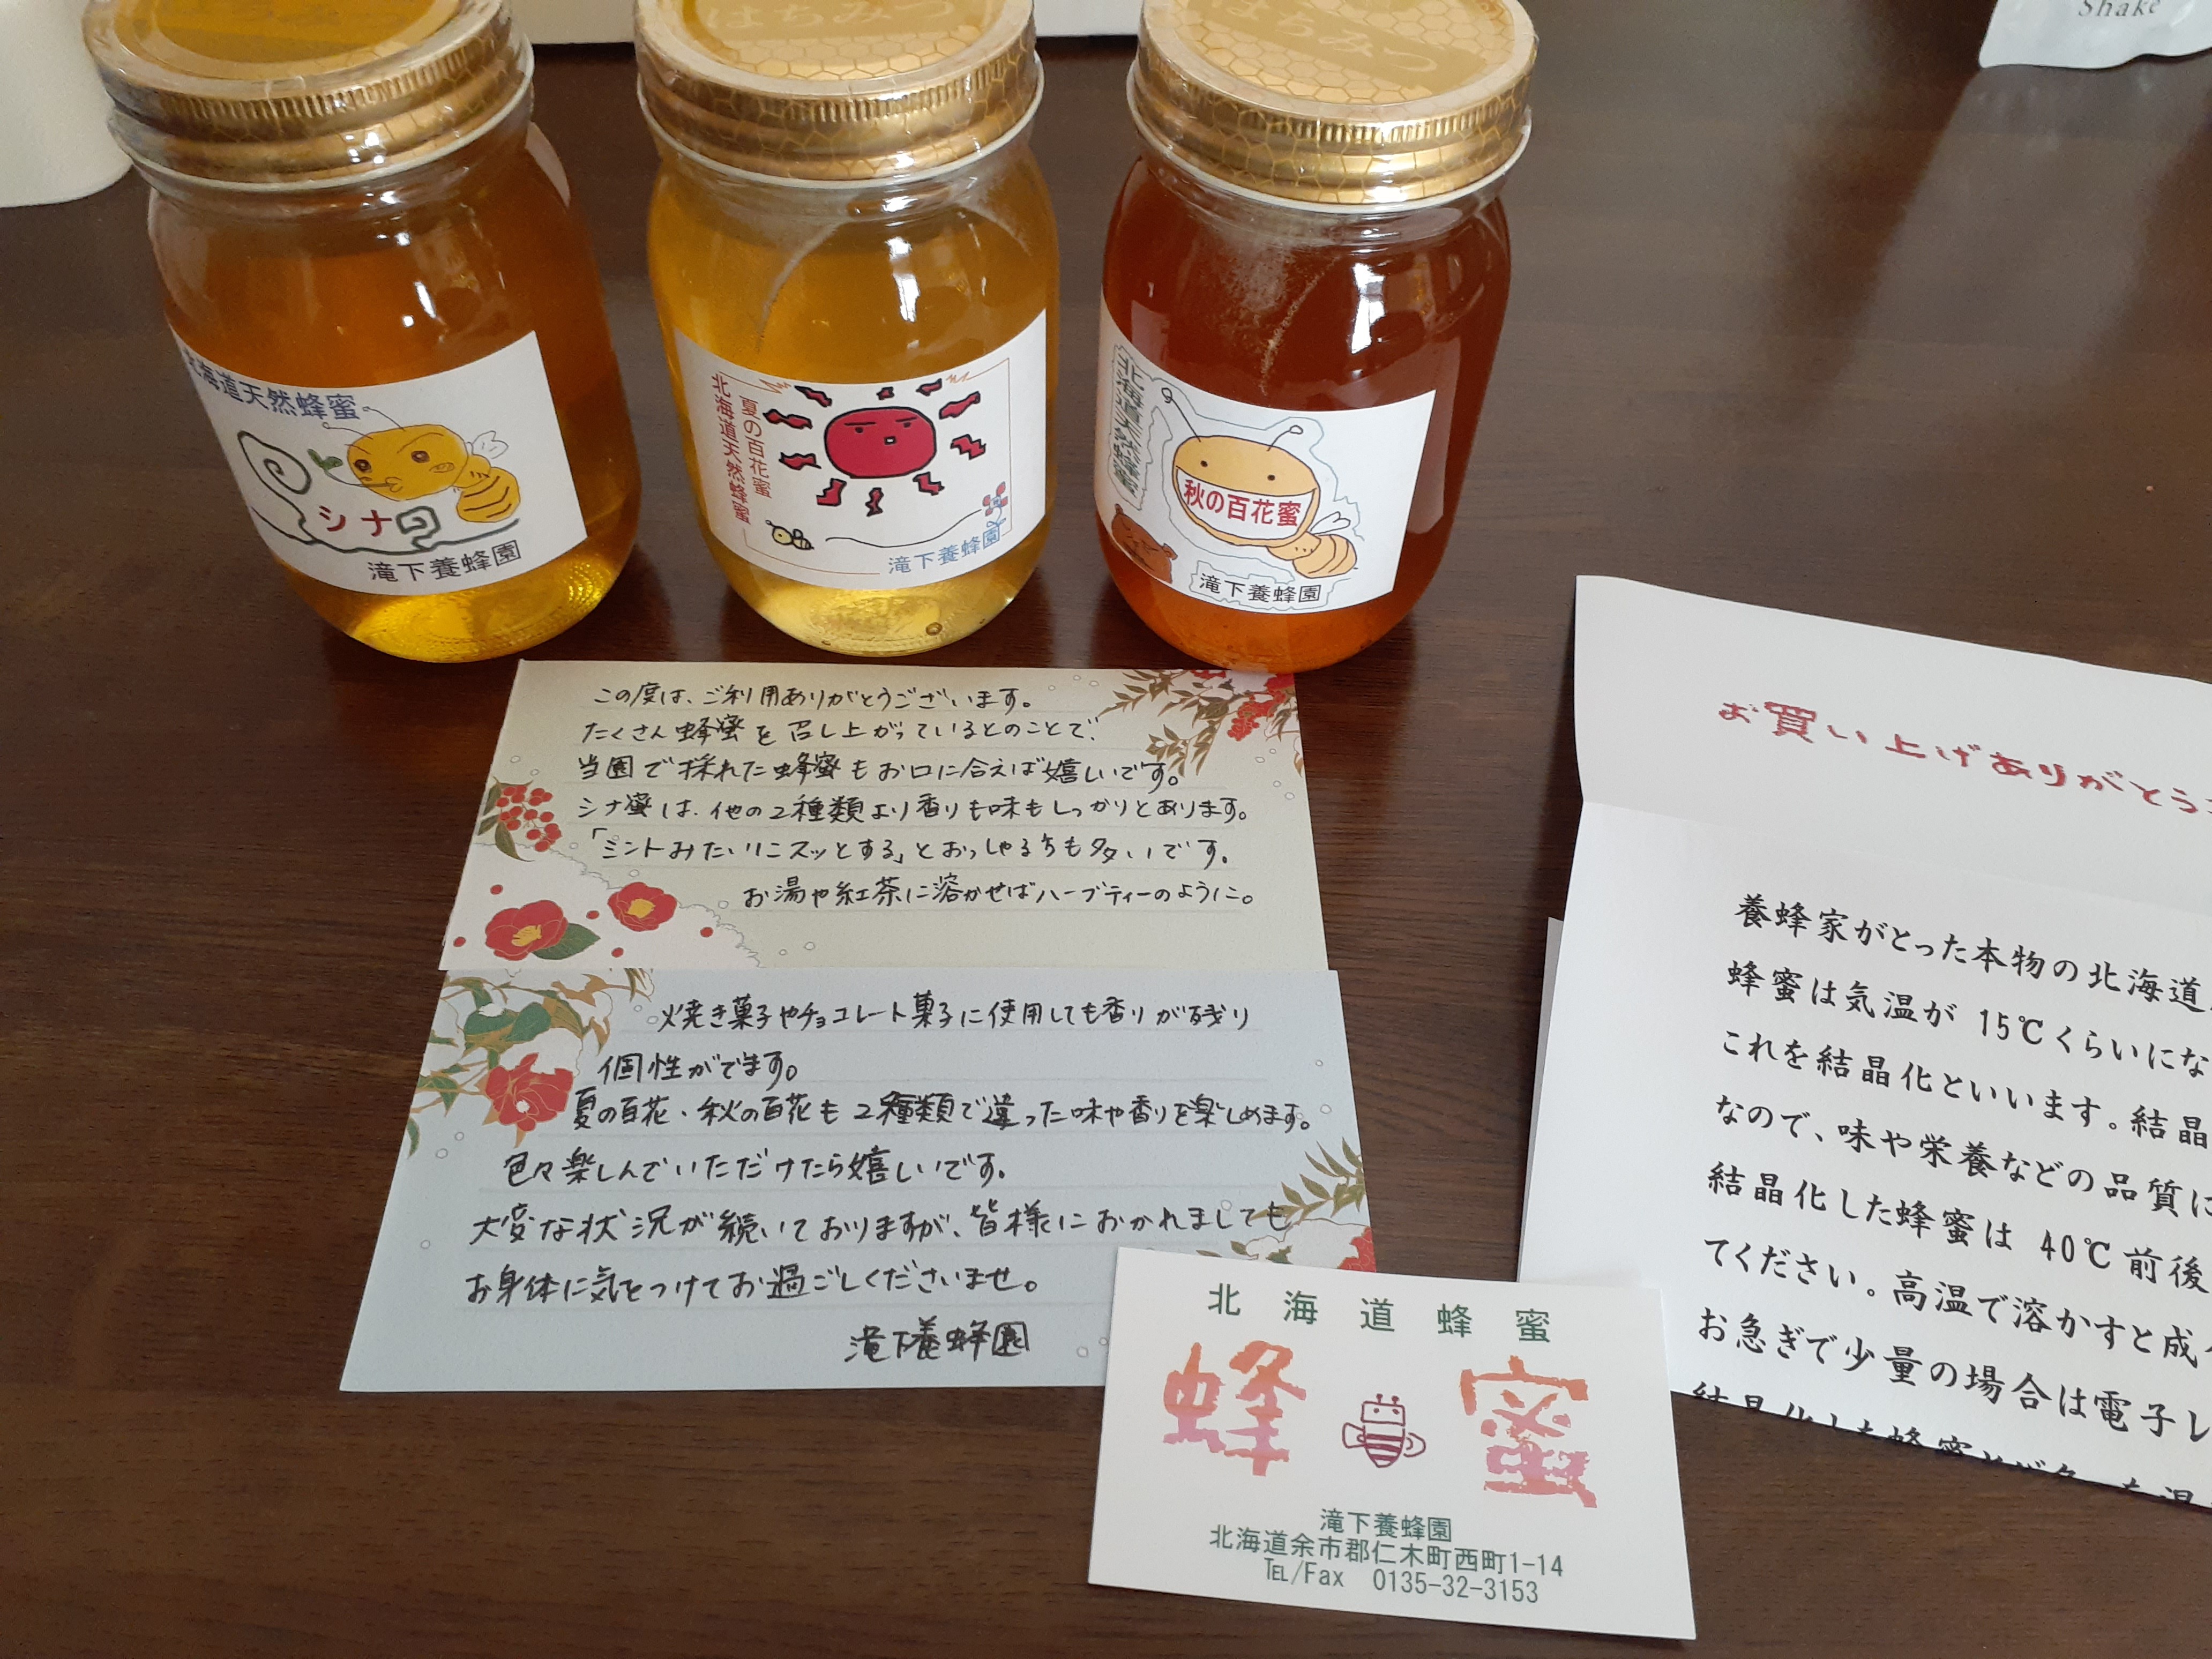 はちみつ
はちみつ
Shake
北海道天然蜂蜜
シナ
滝下養蜂園
夏の百花蜜
北海道天然蜂蜜
滝下養蜂園
北海道天然蜂蜜
秋の百花蜜
滝下養蜂園
この度は、ご利用ありがとうございます。
たくさん蜂蜜を召し上がっているとのことで、
当園で採れた蜂蜜もお口に合えば嬉しいです。
シナ蜜は、他の2種類より香りも味もしっかりとあります。
「ミントみたいにスッとする」とおっしゃる方も多いです。
お湯や紅茶に溶かせばハーブティーのように。
焼き菓子やチョコレート菓子に使用しても香りが残り
個性がでます。
夏の百花・秋の百花も2種類で違った味や香りを楽しめます。
色々楽しんでいただけたら嬉しいです。
大変な状況が続いておりますが、皆様におかれましても
お身体に気をつけてお過ごしくださいませ。
滝下養蜂園
北海道蜂蜜
蜂蜜
滝下養蜂園
北海道余市郡仁木町西町1-14
TEL/Fax 0135-32-3153
お買い上げありがとう
養蜂家がとった本物の北海道
蜂蜜は気温が 15℃くらいにな
これを結晶化といいます。結晶
なので、味や栄養などの品質に
結晶化した蜂蜜は 40℃前後
てください。高温で溶かすと成
お急ぎで少量の場合は電子レ